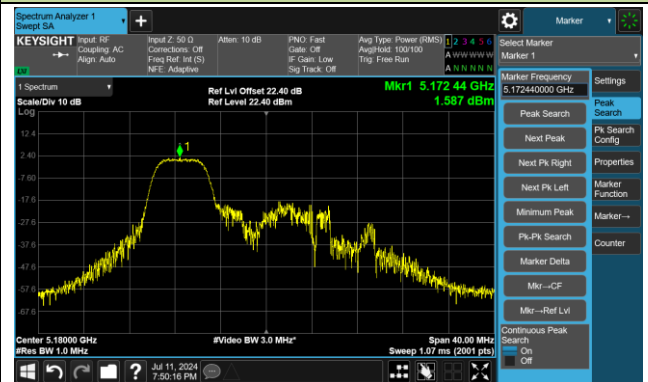 Spectrum Analyzer 1
Swept SA
Marker
KEYSIGHT
Input: RF
Coupling: AC
Align: Auto
Input Z: 50 Ω
Corrections: Off
Freq Ref: Int (S)
NFE: Adaptive
Atten: 10 dB
PNO: Fast
Gate: Off
IF Gain: Low
Sig Track: Off
Avg Type: Power (RMS)
Avg|Hold: 100/100
Trig: Free Run
1 2 3 4 5 6
A W W W W W
A N N N N N
Select Marker
Marker 1
LXI
1 Spectrum
Scale/Div 10 dB
Log
Ref Lvl Offset 22.40 dB
Ref Level 22.40 dBm
Mkr1 5.172 44 GHz
1.587 dBm
12.4
2.40
-7.60
-17.6
-27.6
-37.6
-47.6
-57.6
-67.6
1
Center 5.18000 GHz
#Res BW 1.0 MHz
#Video BW 3.0 MHz*
Span 40.00 MHz
Sweep 1.07 ms (2001 pts)
Marker Frequency
5.172440000 GHz
Peak Search
Next Peak
Next Pk Right
Next Pk Left
Minimum Peak
Pk-Pk Search
Marker Delta
Mkr→CF
Mkr→Ref Lvl
Continuous Peak
Search
On
Off
Settings
Peak
Search
Pk Search
Config
Properties
Marker
Function
Marker→
Counter
Jul 11, 2024
7:50:16 PM